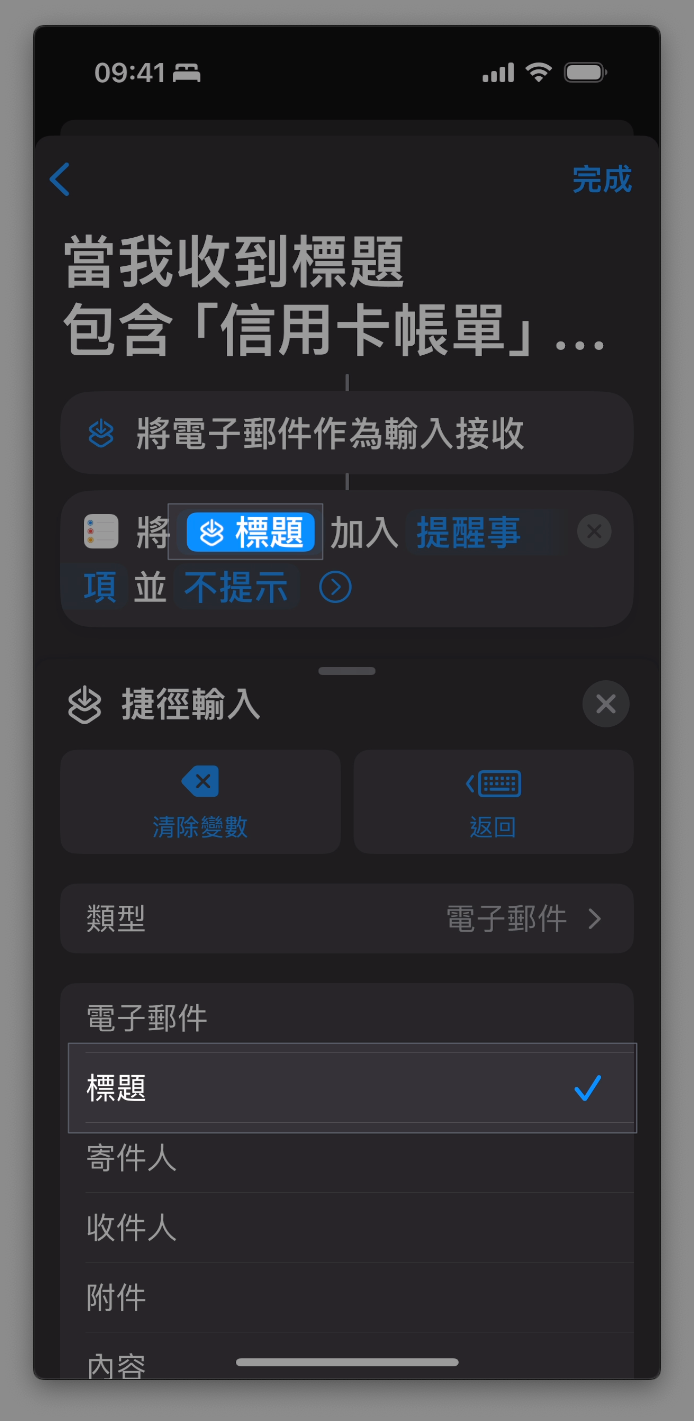 09:41
完成
當我收到標題
包含「信用卡帳單」...
將電子郵件作為輸入接收
將 標題 加入 提醒事
項 並 不提示
捷徑輸入
清除變數
返回
類型 電子郵件
電子郵件
標題
寄件人
收件人
附件
內容